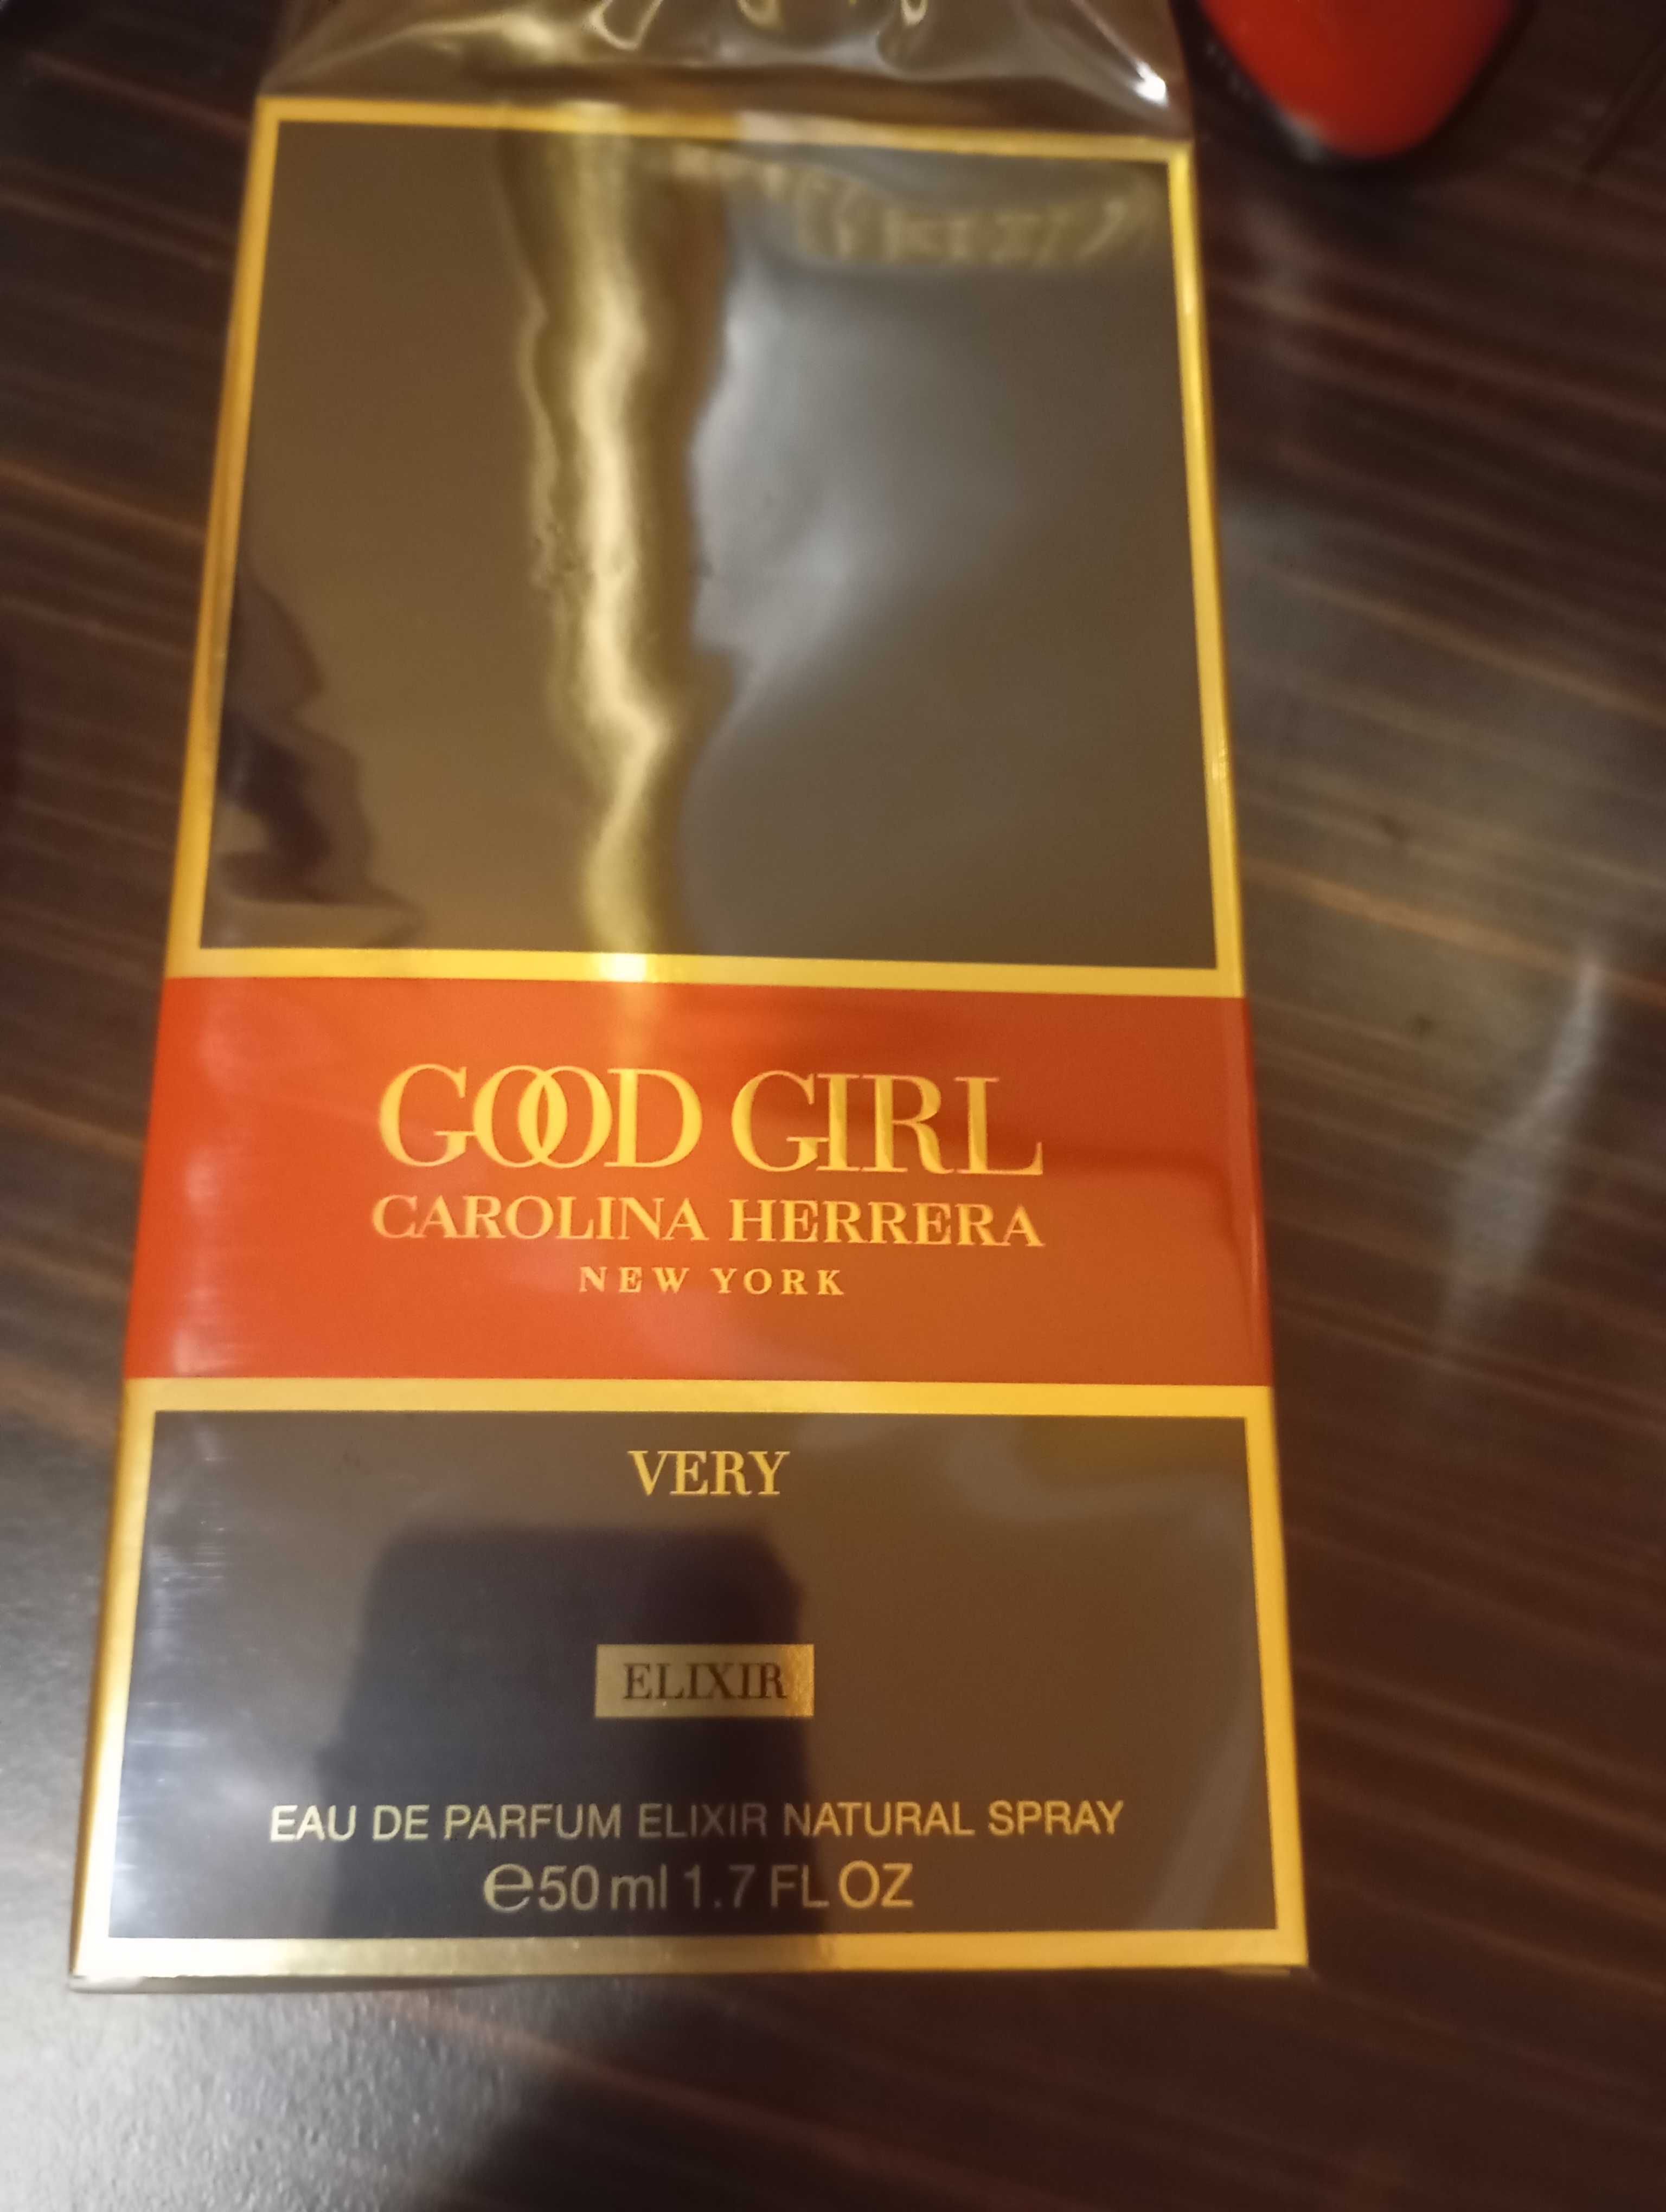 GOOD GIRL
CAROLINA HERRERA
NEW YORK
VERY
ELIXIR
EAU DE PARFUM ELIXIR NATURAL SPRAY
℮50 ml 1.7 FL OZ